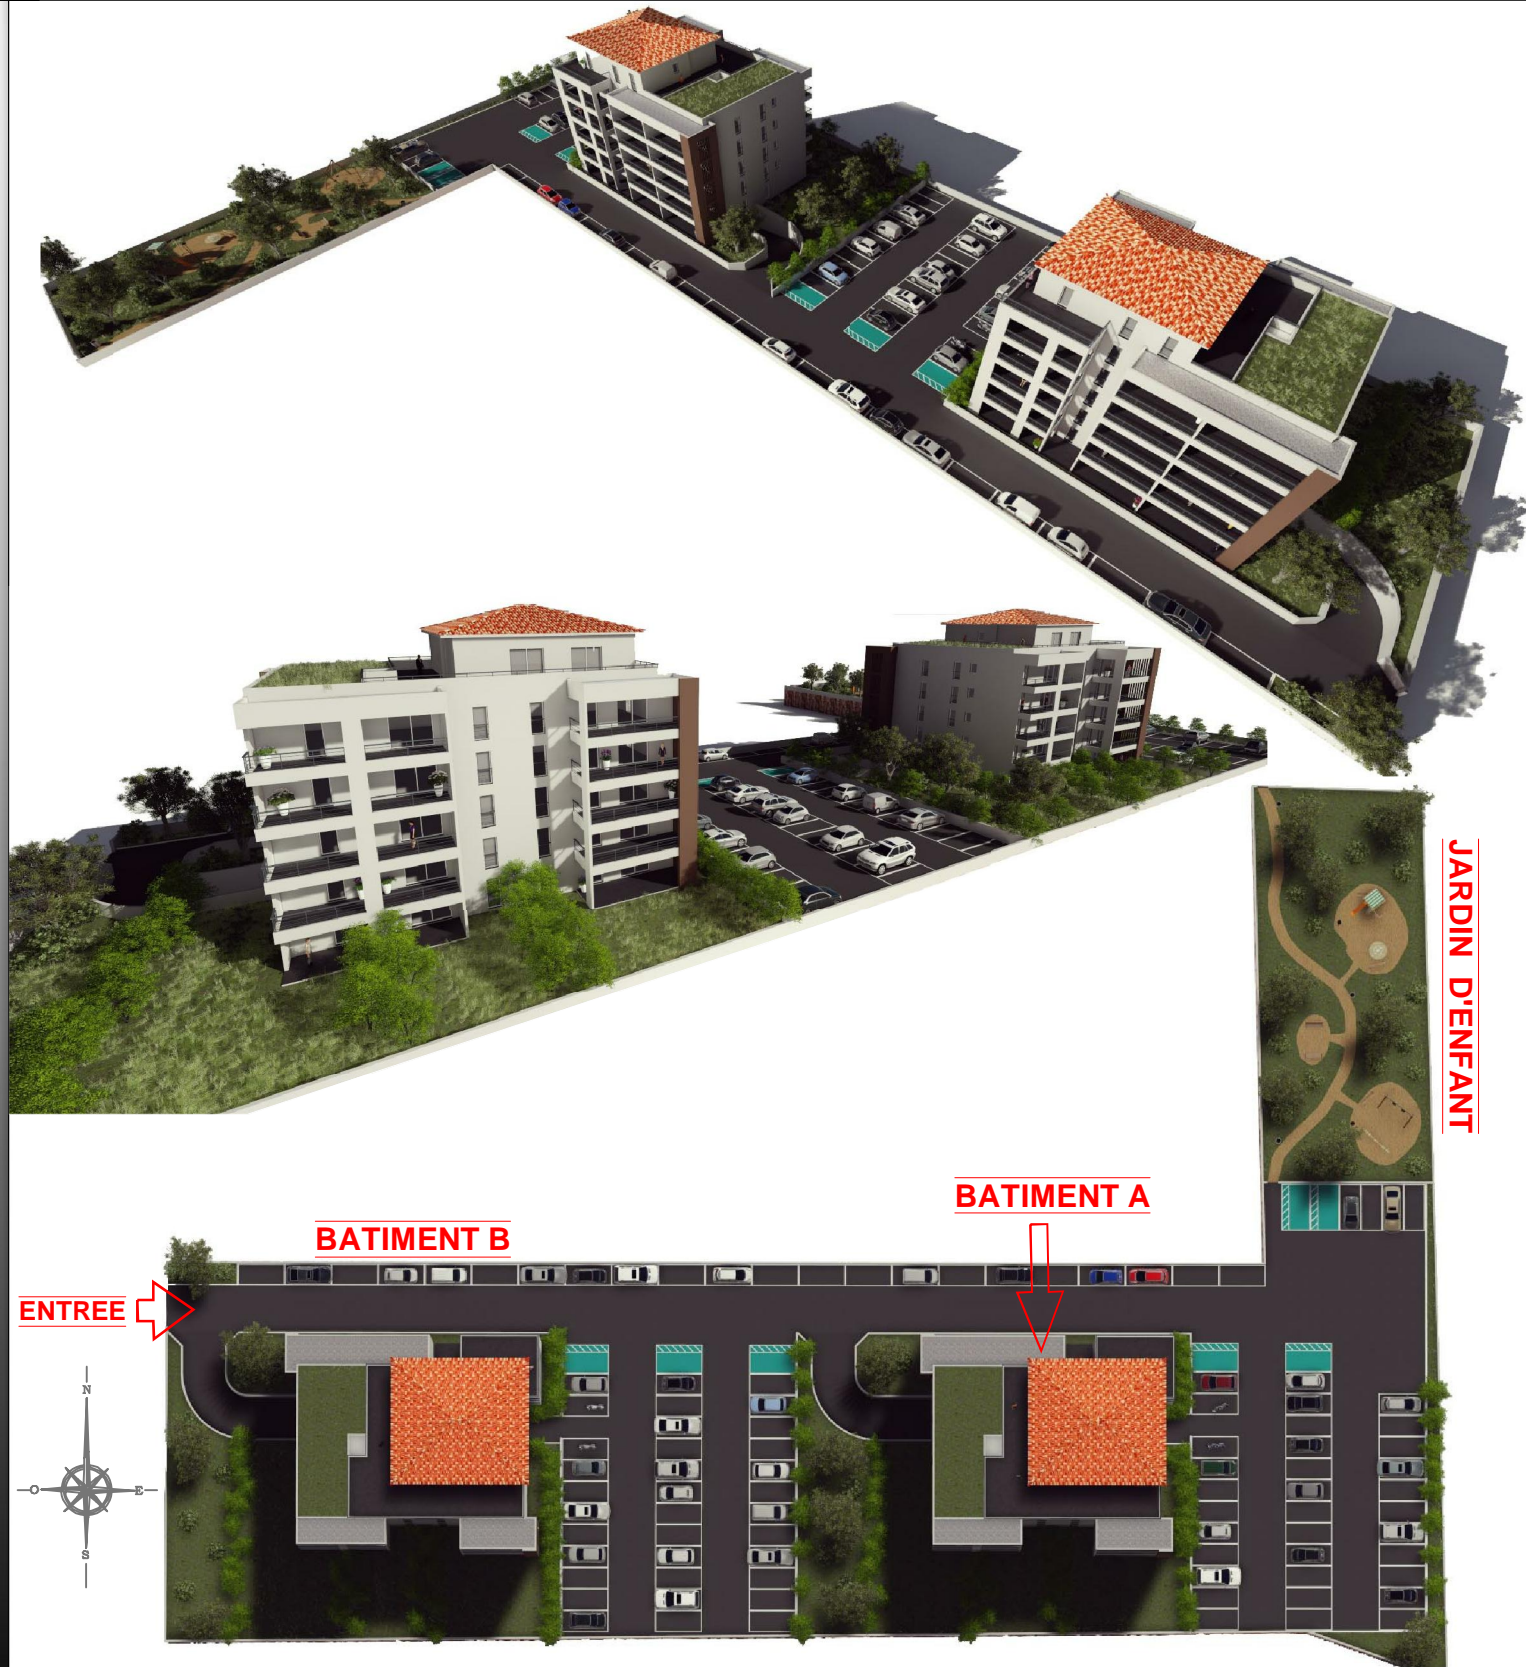 JARDIN D'ENFANT
BATIMENT A
BATIMENT B
ENTREE
N
O
E
S